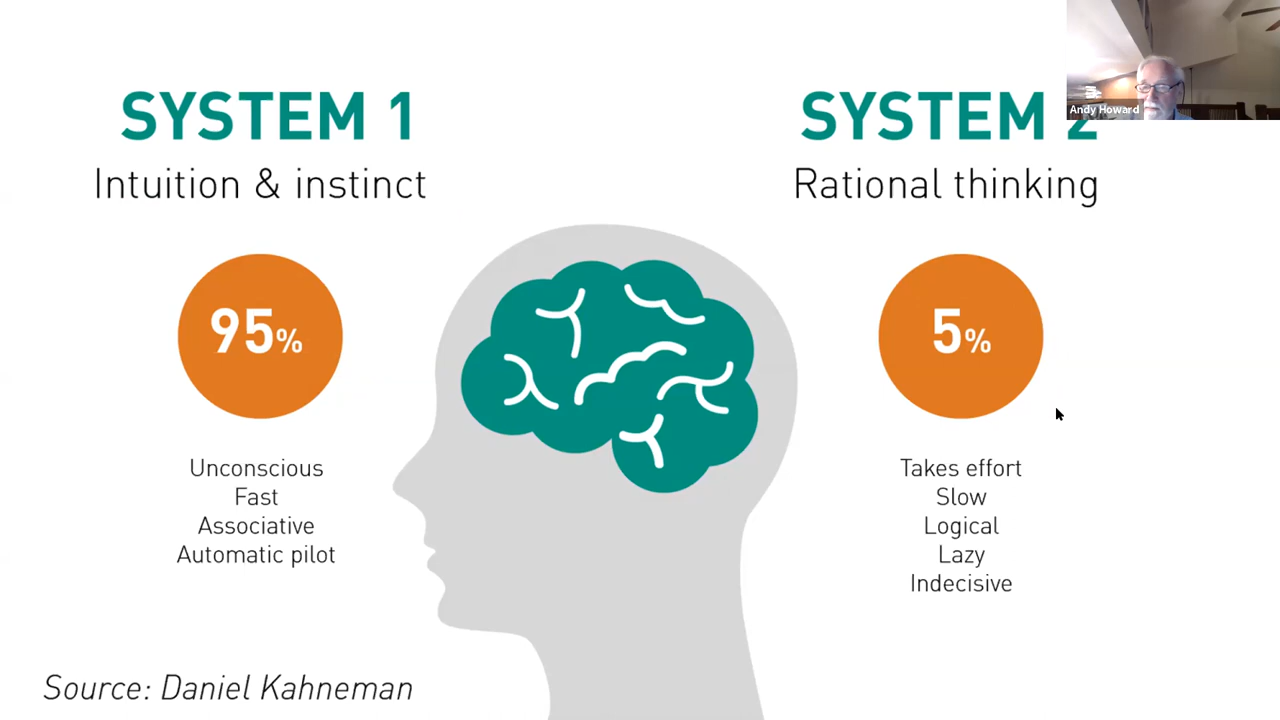 SYSTEM 1
Intuition & instinct
95%
Unconscious
Fast
Associative
Automatic pilot
SYSTEM 2
Rational thinking
5%
Takes effort
Slow
Logical
Lazy
Indecisive
Andy Howard
Source: Daniel Kahneman